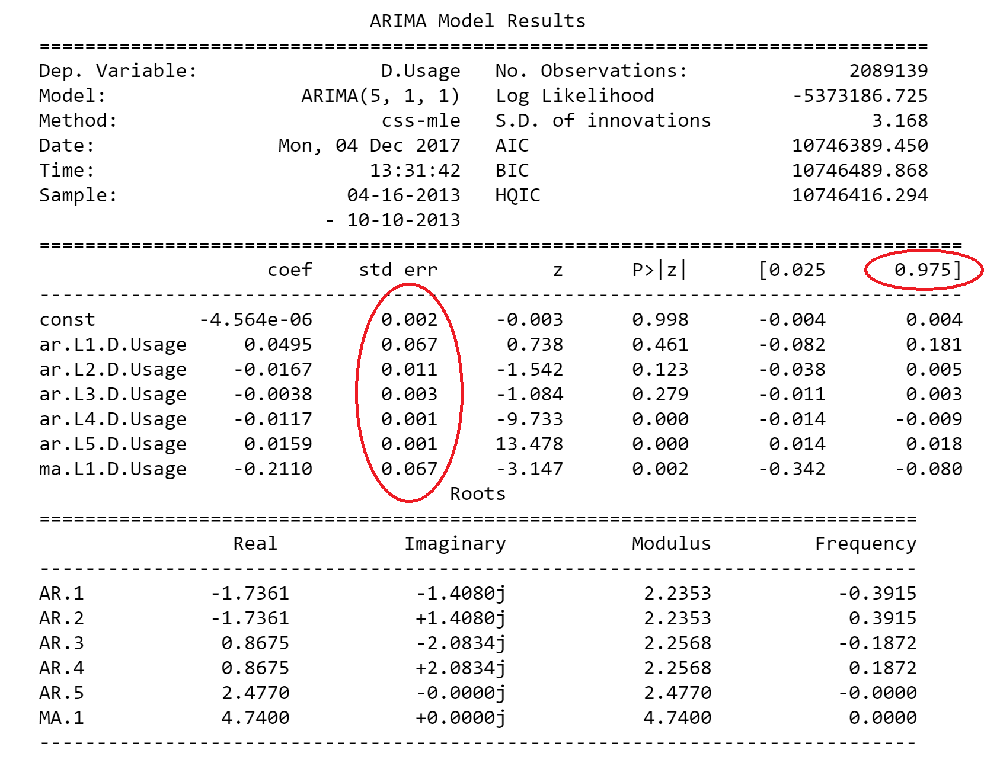 ARIMA Model Results
==============================================================================
Dep. Variable: D.Usage No. Observations: 2089139
Model: ARIMA(5, 1, 1) Log Likelihood -5373186.725
Method: css-mle S.D. of innovations 3.168
Date: Mon, 04 Dec 2017 AIC 10746389.450
Time: 13:31:42 BIC 10746489.868
Sample: 04-16-2013 HQIC 10746416.294
- 10-10-2013
=================================================================================
coef std err z P>|z| [0.025 0.975]
---------------------------------------------------------------------------------
const -4.564e-06 0.002 -0.003 0.998 -0.004 0.004
ar.L1.D.Usage 0.0495 0.067 0.738 0.461 -0.082 0.181
ar.L2.D.Usage -0.0167 0.011 -1.542 0.123 -0.038 0.005
ar.L3.D.Usage -0.0038 0.003 -1.084 0.279 -0.011 0.003
ar.L4.D.Usage -0.0117 0.001 -9.733 0.000 -0.014 -0.009
ar.L5.D.Usage 0.0159 0.001 13.478 0.000 0.014 0.018
ma.L1.D.Usage -0.2110 0.067 -3.147 0.002 -0.342 -0.080
Roots
=============================================================================
Real Imaginary Modulus Frequency
-----------------------------------------------------------------------------
AR.1 -1.7361 -1.4080j 2.2353 -0.3915
AR.2 -1.7361 +1.4080j 2.2353 0.3915
AR.3 0.8675 -2.0834j 2.2568 -0.1872
AR.4 0.8675 +2.0834j 2.2568 0.1872
AR.5 2.4770 -0.0000j 2.4770 -0.0000
MA.1 4.7400 +0.0000j 4.7400 0.0000
-----------------------------------------------------------------------------